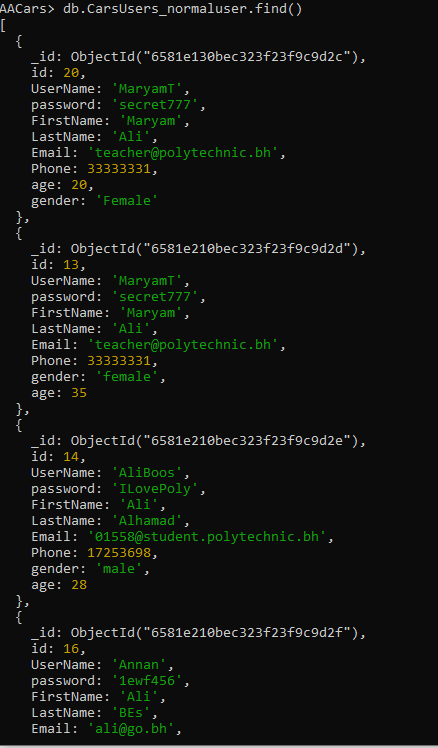 AACars> db.CarsUsers_normaluser.find()
[
  {
    _id: ObjectId("6581e130bec323f23f9c9d2c"),
    id: 20,
    UserName: 'MaryamT',
    password: 'secret777',
    FirstName: 'Maryam',
    LastName: 'Ali',
    Email: 'teacher@polytechnic.bh',
    Phone: 33333331,
    age: 20,
    gender: 'Female'
  },
  {
    _id: ObjectId("6581e210bec323f23f9c9d2d"),
    id: 13,
    UserName: 'MaryamT',
    password: 'secret777',
    FirstName: 'Maryam',
    LastName: 'Ali',
    Email: 'teacher@polytechnic.bh',
    Phone: 33333331,
    gender: 'female',
    age: 35
  },
  {
    _id: ObjectId("6581e210bec323f23f9c9d2e"),
    id: 14,
    UserName: 'AliBoos',
    password: 'ILovePoly',
    FirstName: 'Ali',
    LastName: 'Alhamad',
    Email: '01558@student.polytechnic.bh',
    Phone: 17253698,
    gender: 'male',
    age: 28
  },
  {
    _id: ObjectId("6581e210bec323f23f9c9d2f"),
    id: 16,
    UserName: 'Annan',
    password: '1ewf456',
    FirstName: 'Ali',
    LastName: 'BEs',
    Email: 'ali@go.bh',